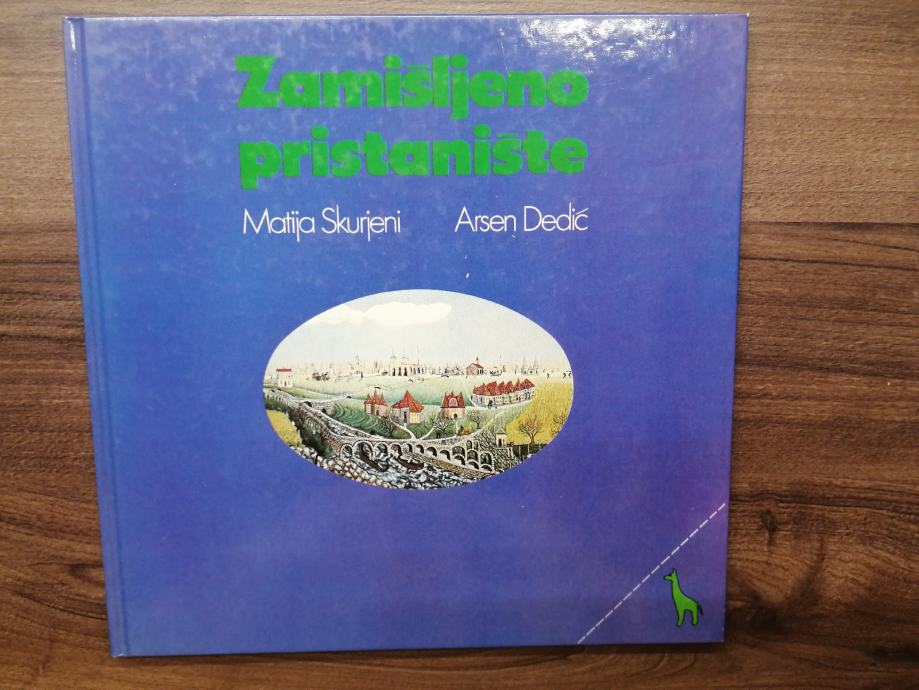 Zamišljeno
pristanište
Matija Skurjeni Arsen Dedić